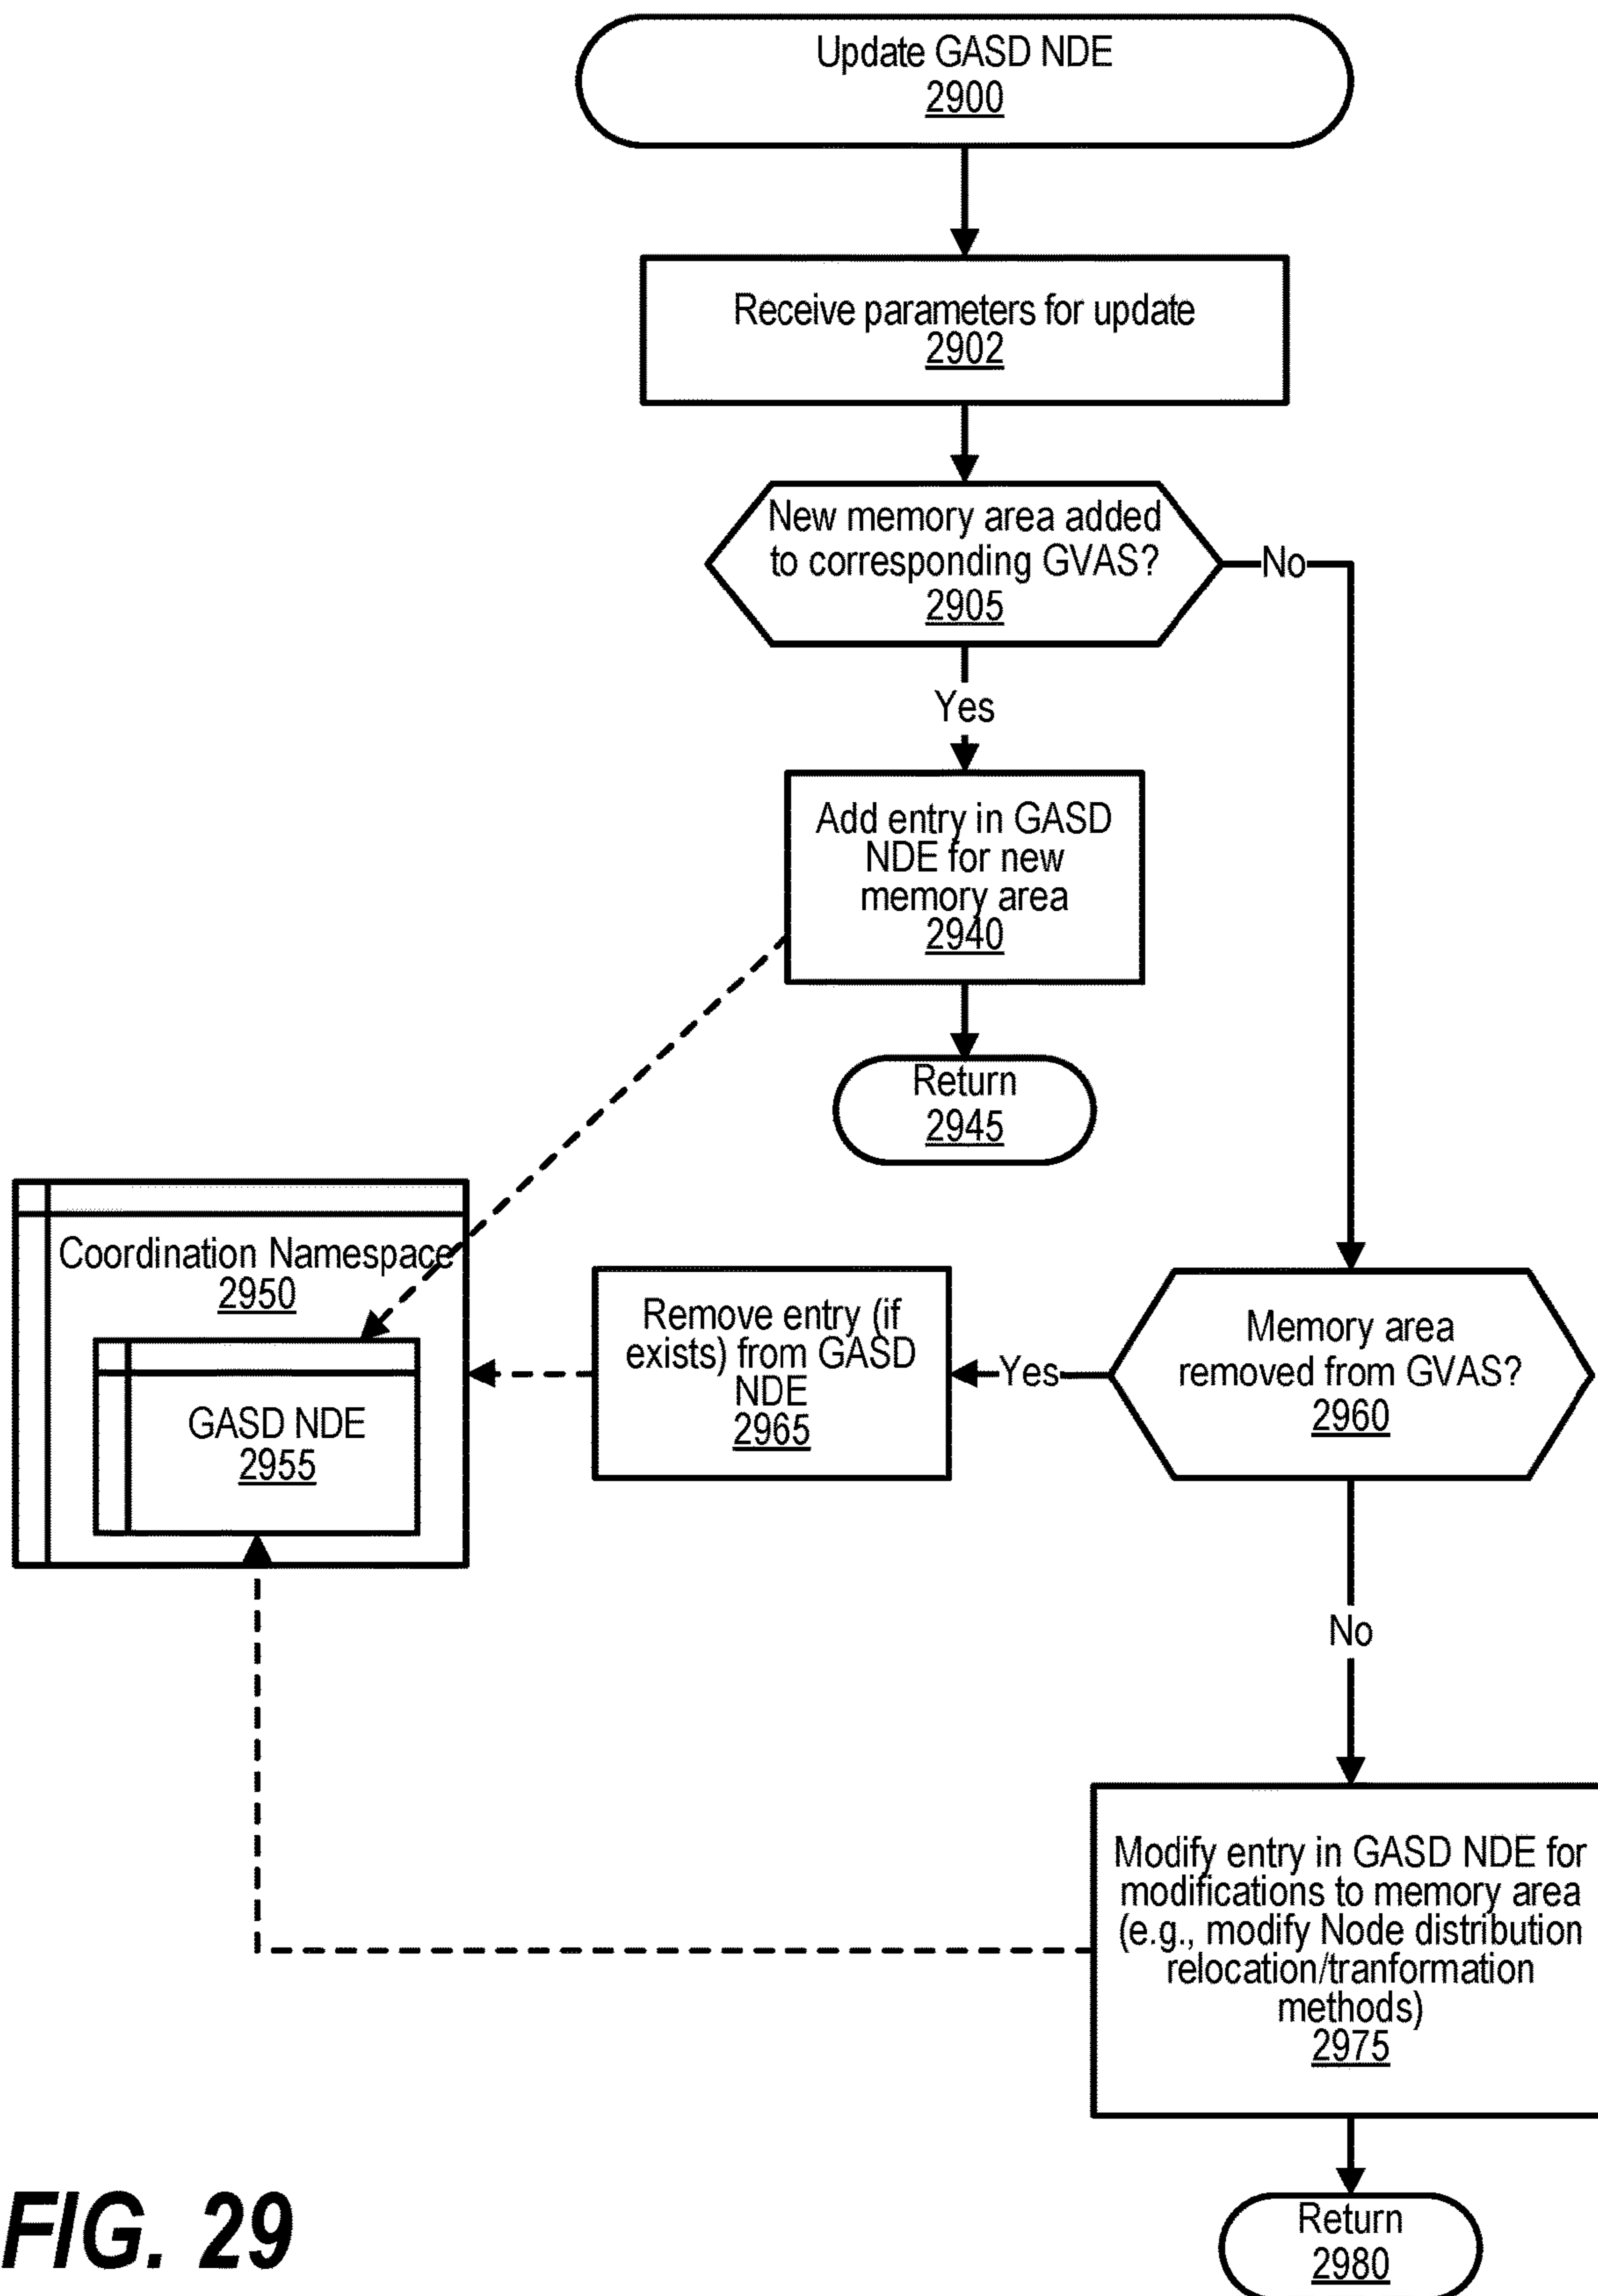 Update GASD NDE
2900
Receive parameters for update
2902
New memory area added
to corresponding GVAS?
2905
No
Yes
Add entry in GASD
NDE for new
memory area
2940
Return
2945
Coordination Namespace
2950
GASD NDE
2955
Remove entry (if
exists) from GASD
NDE
2965
Yes
Memory area
removed from GVAS?
2960
No
Modify entry in GASD NDE for
modifications to memory area
(e.g., modify Node distribution
relocation/tranformation
methods)
2975
Return
2980
FIG. 29